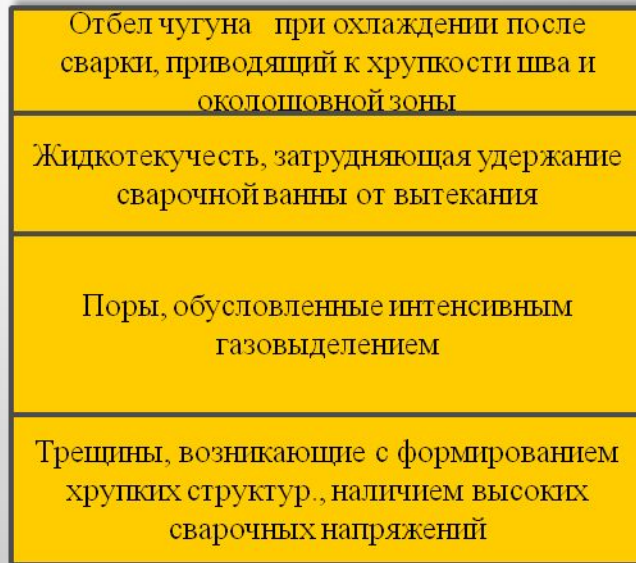 Отбел чугуна при охлаждении после
сварки, приводящий к хрупкости шва и
околошовной зоны
Жидкотекучесть, затрудняющая удержание
сварочной ванны от вытекания
Поры, обусловленные интенсивным
газовыделением
Трещины, возникающие с формированием
хрупких структур., наличием высоких
сварочных напряжений